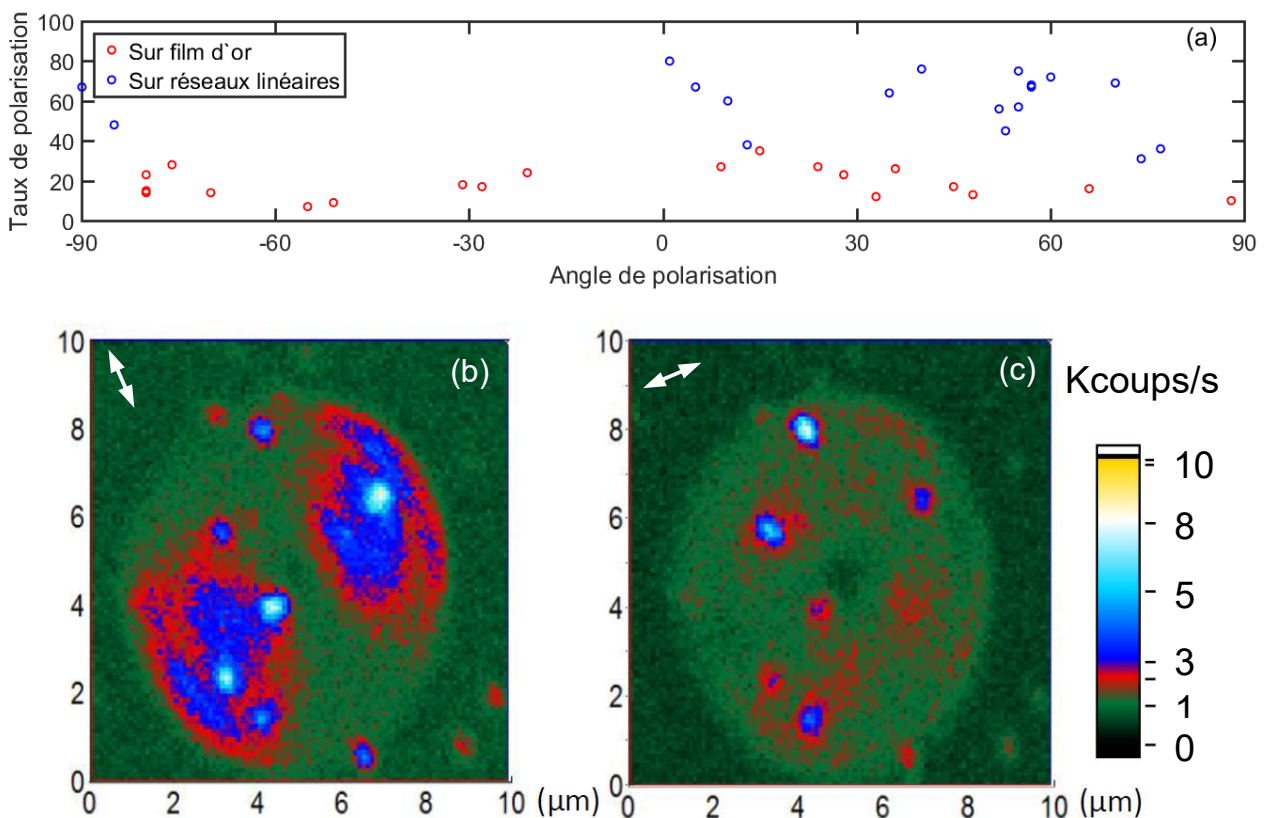 100
80
60
40
20
0
Taux de polarisation
Sur film d`or
Sur réseaux linéaires
(a)
-90 -60 -30 0 30 60 90
Angle de polarisation
10
8
6
4
2
0
(b)
0 2 4 6 8 10 (µm)
10
8
6
4
2
0
(c)
0 2 4 6 8 10 (µm)
Kcoups/s
10
8
5
3
1
0